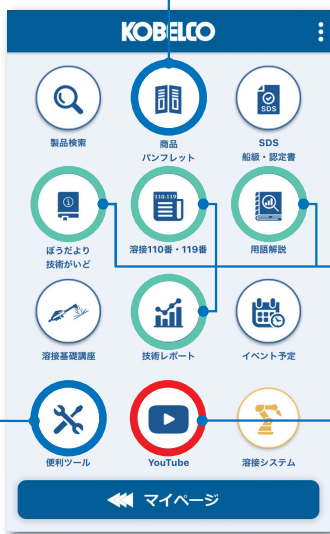 KOBELCO
製品検索
商品
パンフレット
SDS
SDS
船級・認定書
110.119
ぼうだより
技術がいど
溶接110番・119番
用語解説
溶接基礎講座
技術レポート
イベント予定
便利ツール
YouTube
溶接システム
マイページ